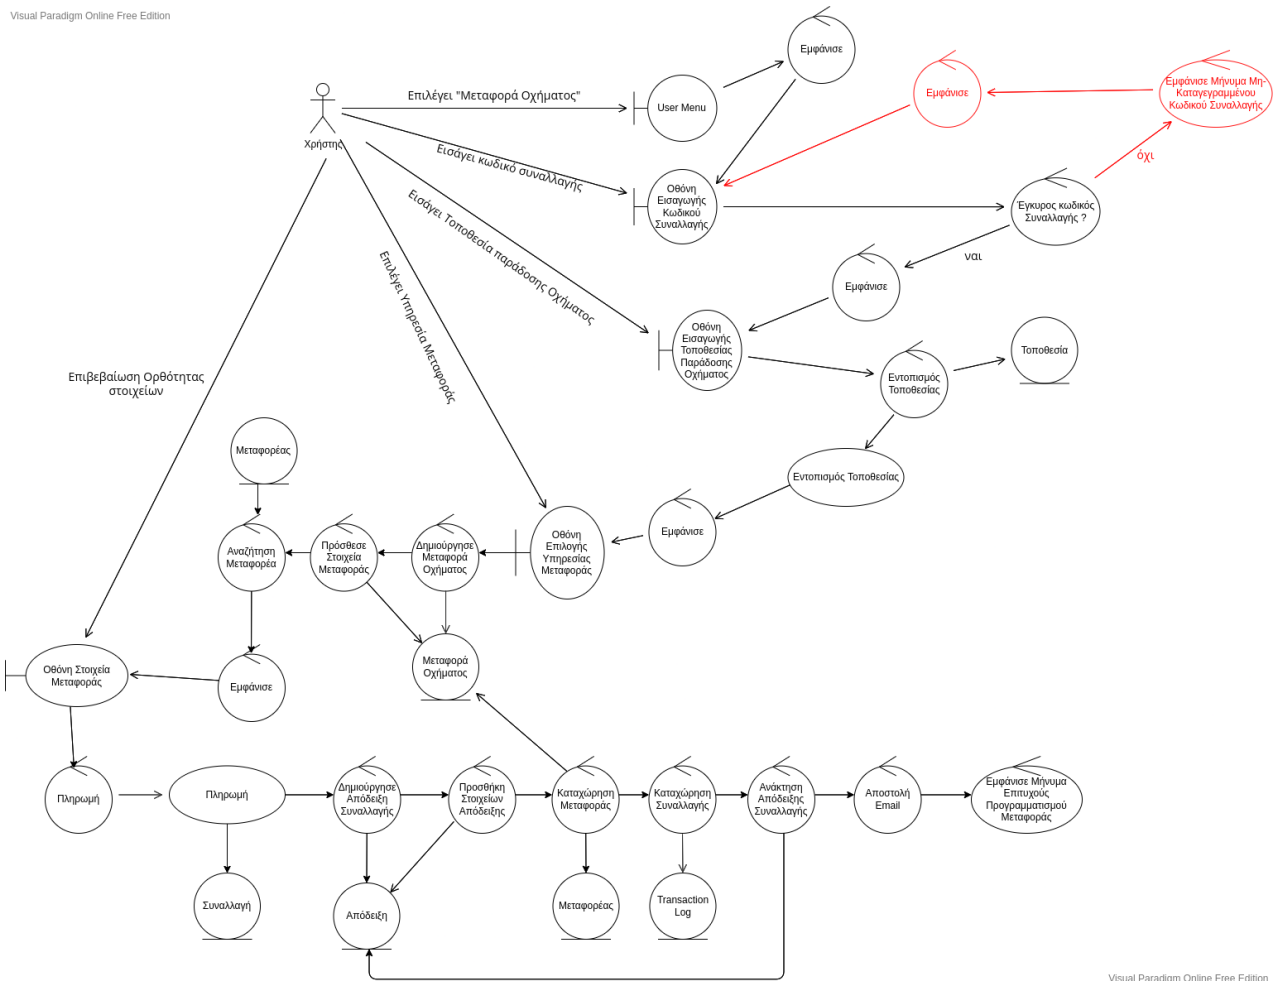 Visual Paradigm Online Free Edition
Εμφάνισε
Εμφάνισε
Εμφάνισε Μήνυμα Μη-
Καταγεγραμμένου
Κωδικού Συναλλαγής
Επιλέγει "Μεταφορά Οχήματος"
User Menu
Χρήστης
όχι
Εισάγει κωδικό συναλλαγής
Οθόνη
Εισαγωγής
Κωδικού
Συναλλαγής
Έγκυρος κωδικός
Συναλλαγής ?
Εισάγει Τοποθεσία παράδοσης Οχήματος
ναι
Εμφάνισε
Επιλέγει Υπηρεσία Μεταφοράς
Οθόνη
Εισαγωγής
Τοποθεσίας
Παράδοσης
Οχήματος
Τοποθεσία
Επιβεβαίωση Ορθότητας
στοιχείων
Εντοπισμός
Τοποθεσίας
Μεταφορέας
Εντοπισμός Τοποθεσίας
Εμφάνισε
Οθόνη
Επιλογής
Υπηρεσίας
Μεταφοράς
Δημιούργησε
Μεταφορά
Οχήματος
Πρόσθεσε
Στοιχεία
Μεταφοράς
Αναζήτηση
Μεταφορέα
Μεταφορά
Οχήματος
Οθόνη Στοιχεία
Μεταφοράς
Εμφάνισε
Πληρωμή
Πληρωμή
Δημιούργησε
Απόδειξη
Συναλλαγής
Προσθήκη
Στοιχείων
Απόδειξης
Καταχώρηση
Μεταφοράς
Καταχώρηση
Συναλλαγής
Ανάκτηση
Απόδειξης
Συναλλαγής
Αποστολή
Email
Εμφάνισε Μήνυμα
Επιτυχούς
Προγραμματισμού
Μεταφοράς
Συναλλαγή
Απόδειξη
Μεταφορέας
Transaction
Log
Visual Paradigm Online Free Edition